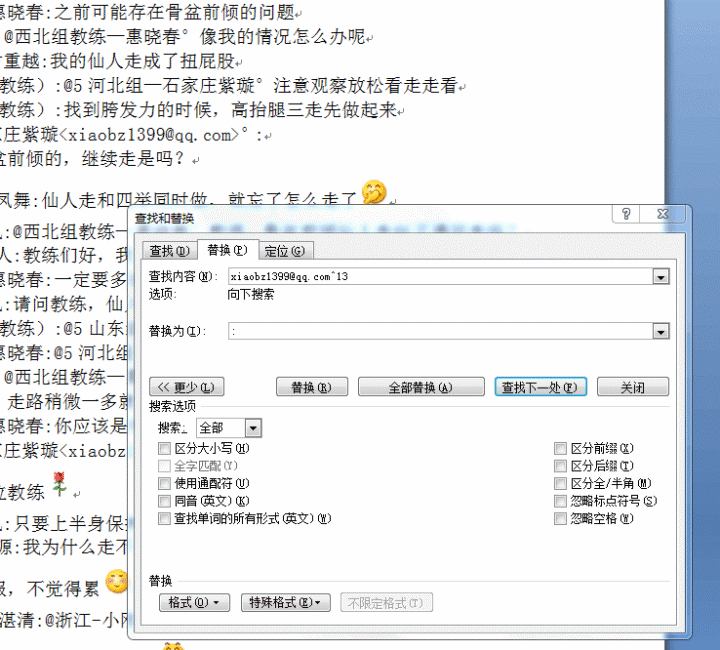 惠晓春:之前可能存在骨盆前倾的问题
@西北组教练一惠晓春°像我的情况怎么办呢
重越:我的仙人走成了扭屁股
教练）:@5河北组一石家庄紫璇°注意观察放松看走走看
教练）:找到胯发力的时候，高抬腿三走先做起来
庄紫璇<xiaobz1399@qq.com>°:
盆前倾的，继续走是吗？
凤舞:仙人走和四举同时做，就忘了怎么走了
查找和替换
:@西北组教练一
查找(D) 替换(P) 定位(G)
人:教练们好，我
查找内容(N): xiaobz1399@qq.com^13
惠晓春:一定要多
选项: 向下搜索
:请问教练，仙
教练）:@5山东
替换为(I): :
惠晓春:@5河北组
@西北组教练一
<< 更少(L) 替换(R) 全部替换(A) 查找下一处(F) 关闭
走路稍微一多就
搜索选项
惠晓春:你应该是
搜索: 全部
庄紫璇<xiaobz
区分大小写(H) 区分前缀(X)
全字匹配(Y) 区分后缀(T)
使用通配符(U) 区分全/半角(M)
位教练
同音(英文)(K) 忽略标点符号(S)
查找单词的所有形式(英文)(W) 忽略空格(W)
:只要上半身保
源:我为什么走不
替换
服，不觉得累
格式(O) 特殊格式(E) 不限定格式(T)
湛清:@浙江-小